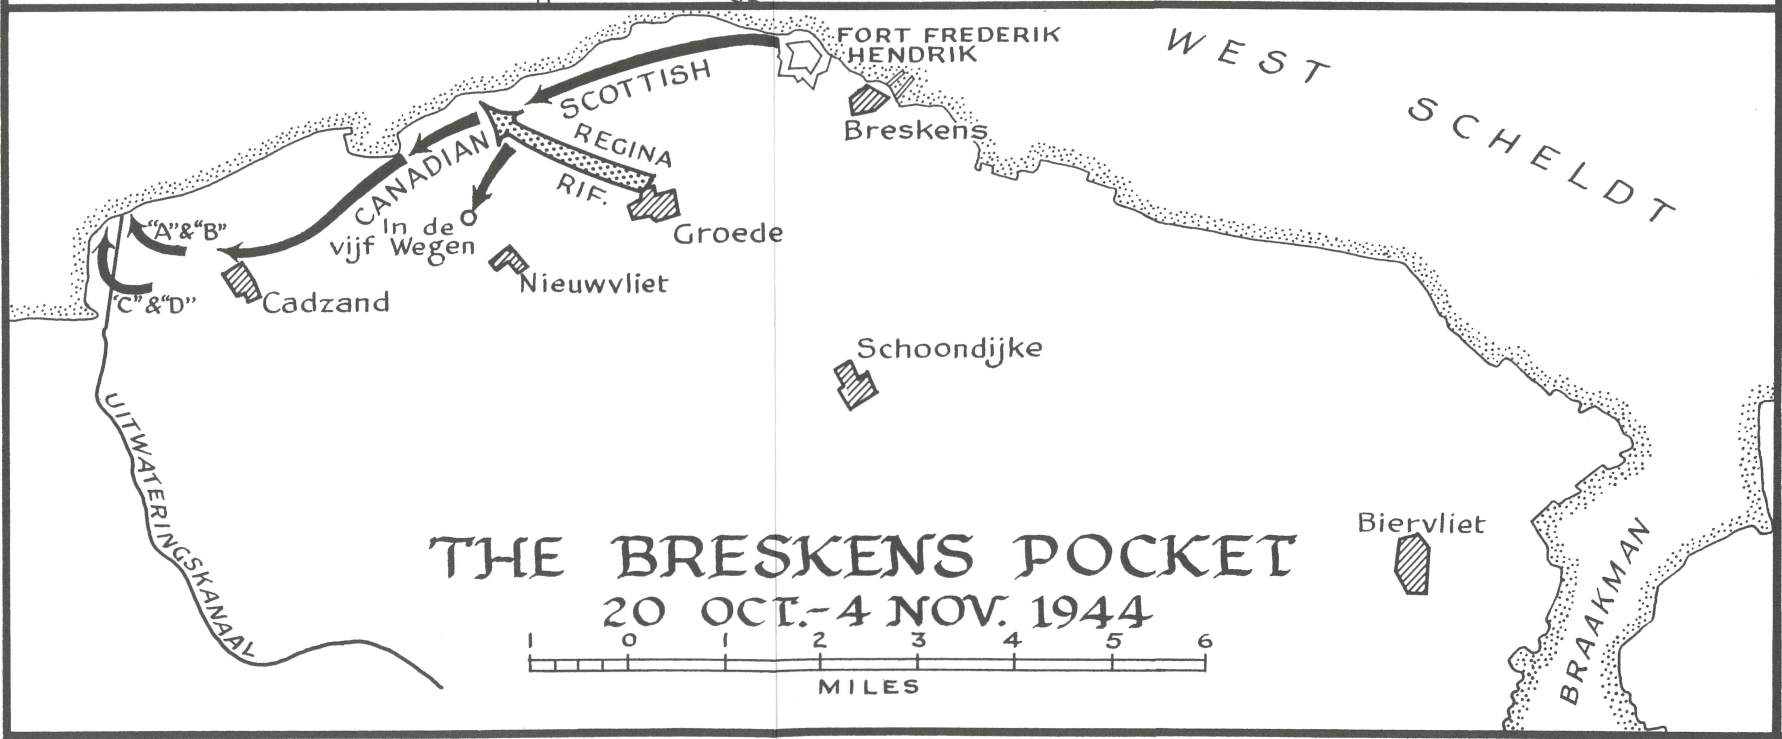 FORT FREDERIK
HENDRIK
WEST SCHELDT
Breskens
CANADIAN SCOTTISH
REGINA
RIF.
Groede
In de
vijf Wegen
Nieuwvliet
"A"&"B"
"C"&"D"
Cadzand
Schoondijke
UITWATERINGSKANAAL
Biervliet
BRAAKMAN
THE BRESKENS POCKET
20 OCT.-4 NOV. 1944
1 0 1 2 3 4 5 6
MILES